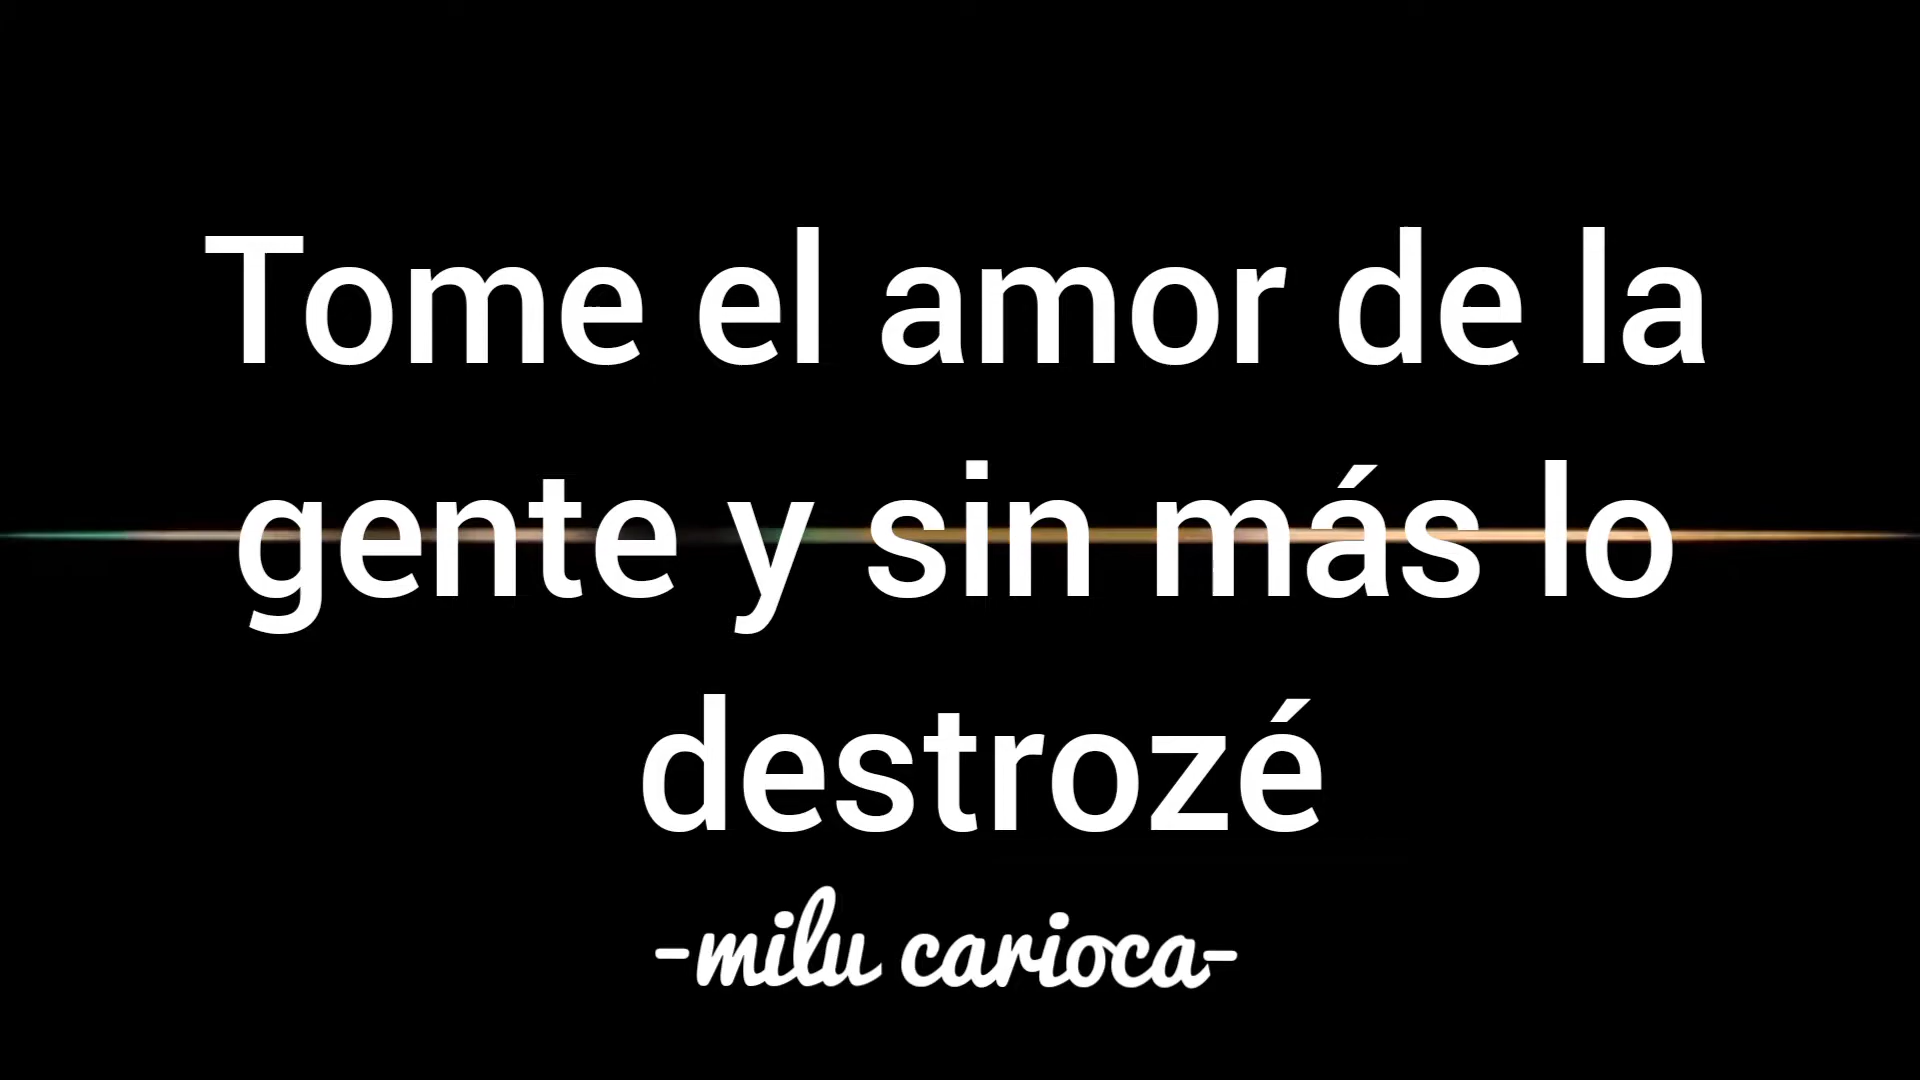 Tome el amor de la
gente y sin más lo
destrozé
-milu carioca-